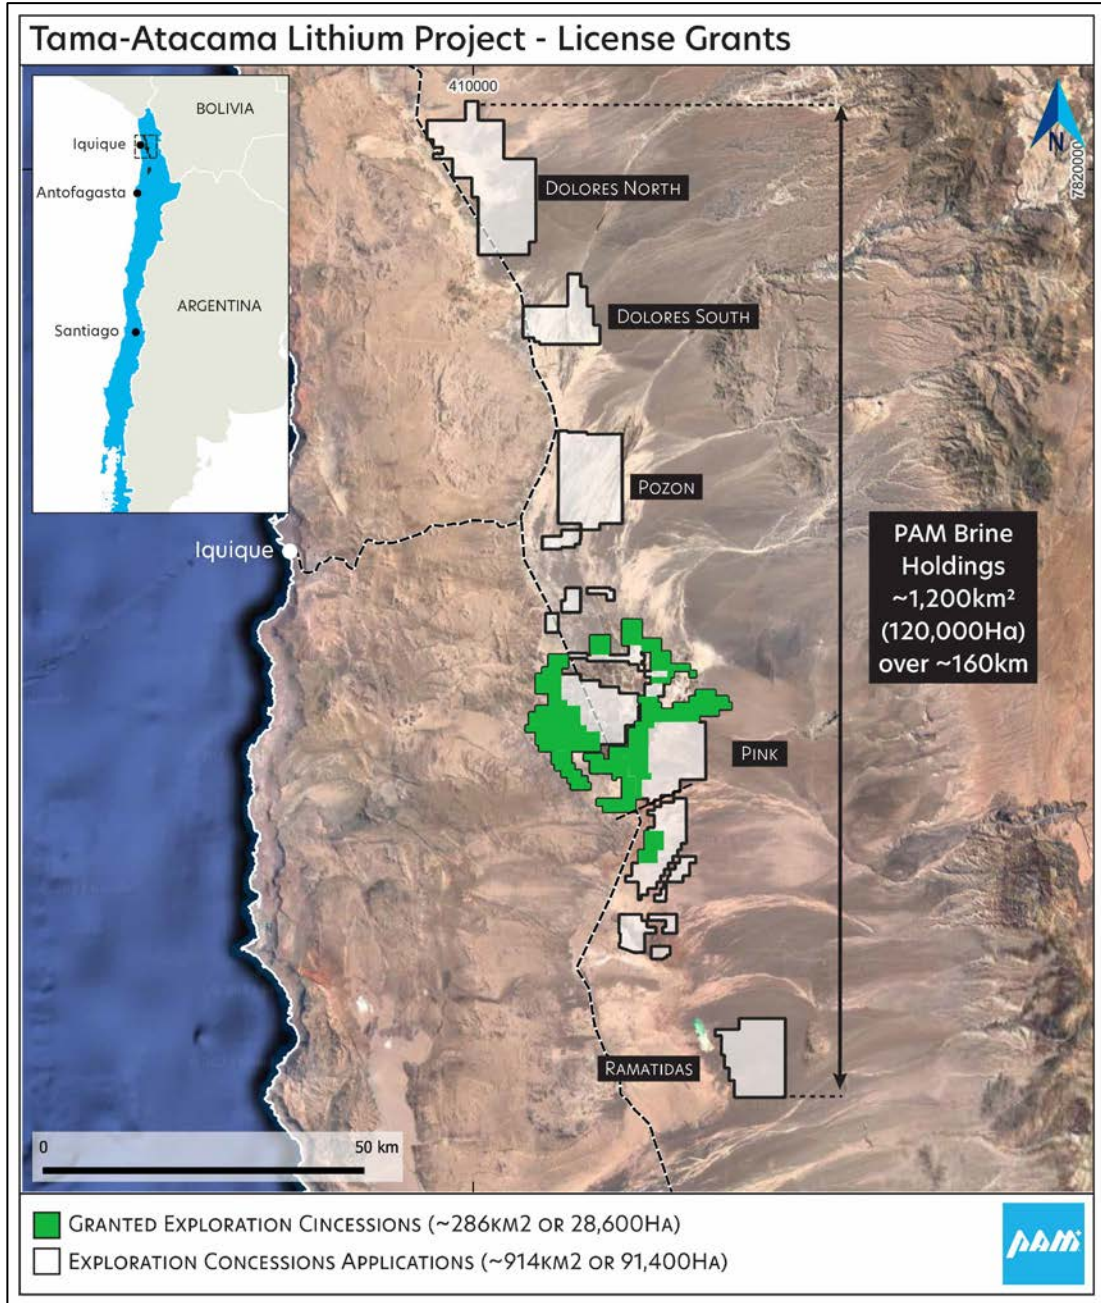 Tama-Atacama Lithium Project - License Grants
410000
BOLIVIA
Iquique
Antofagasta
ARGENTINA
Santiago
N
7820000
DOLORES NORTH
DOLORES SOUTH
POZON
Iquique
PAM Brine
Holdings
~1,200km²
(120,000Ha)
over ~160km
PINK
RAMATIDAS
0 50 km
GRANTED EXPLORATION CINCESSIONS (~286KM2 OR 28,600HA)
EXPLORATION CONCESSIONS APPLICATIONS (~914KM2 OR 91,400HA)
PAM